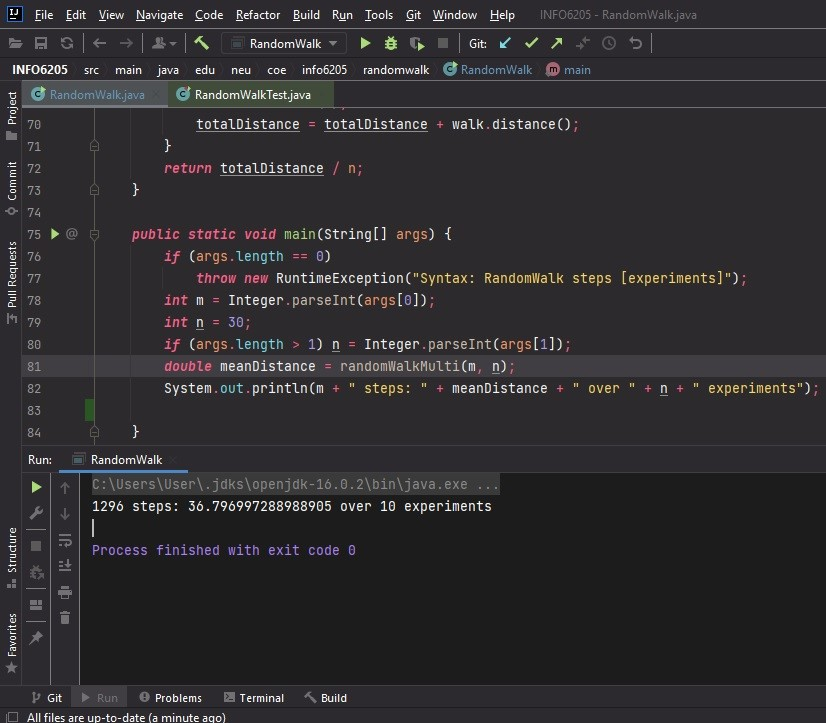 File Edit View Navigate Code Refactor Build Run Tools Git Window Help INFO6205 - RandomWalk.java
RandomWalk Git:
INFO6205 src main java edu neu coe info6205 randomwalk RandomWalk main
RandomWalk.java RandomWalkTest.java
Project
Commit
Pull Requests
70 totalDistance = totalDistance + walk.distance();
71 }
72 return totalDistance / n;
73 }
74
75 @ public static void main(String[] args) {
76 if (args.length == 0)
77 throw new RuntimeException("Syntax: RandomWalk steps [experiments]");
78 int m = Integer.parseInt(args[0]);
79 int n = 30;
80 if (args.length > 1) n = Integer.parseInt(args[1]);
81 double meanDistance = randomWalkMulti(m, n);
82 System.out.println(m + " steps: " + meanDistance + " over " + n + " experiments");
83
84 }
Run: RandomWalk
C:\Users\User\.jdks\openjdk-16.0.2\bin\java.exe ...
1296 steps: 36.796997288988905 over 10 experiments
Process finished with exit code 0
Structure
Favorites
Git Run Problems Terminal Build
All files are up-to-date (a minute ago)